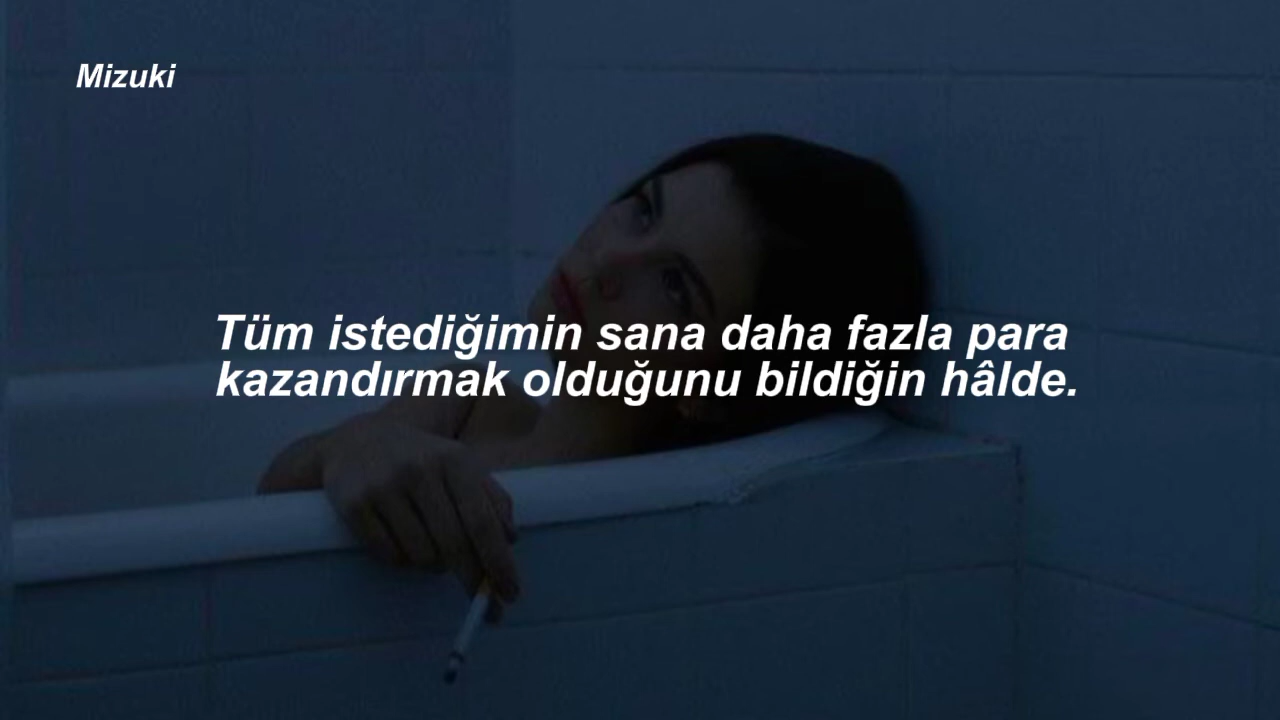 Mizuki
Tüm istediğimin sana daha fazla para
kazandırmak olduğunu bildiğin hâlde.